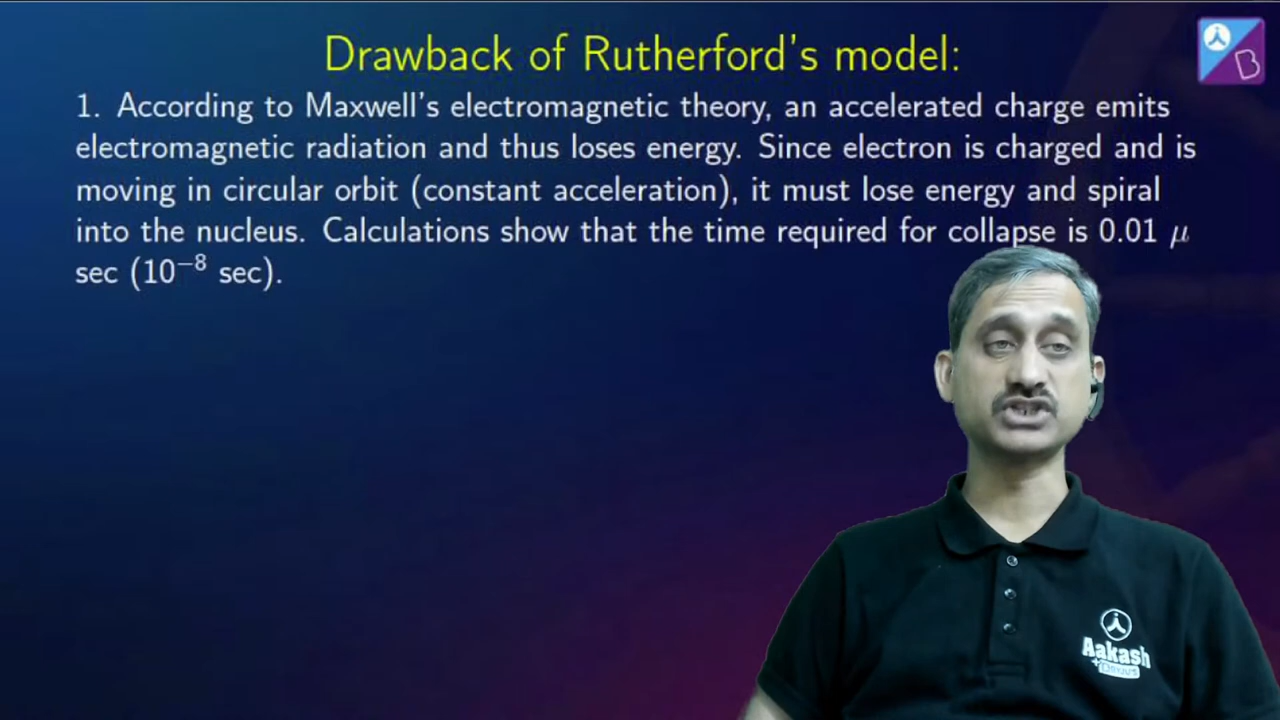 Drawback of Rutherford's model:
1. According to Maxwell's electromagnetic theory, an accelerated charge emits
electromagnetic radiation and thus loses energy. Since electron is charged and is
moving in circular orbit (constant acceleration), it must lose energy and spiral
into the nucleus. Calculations show that the time required for collapse is 0.01 μ
sec (10⁻⁸ sec).
B
Aakash
+BYJU'S